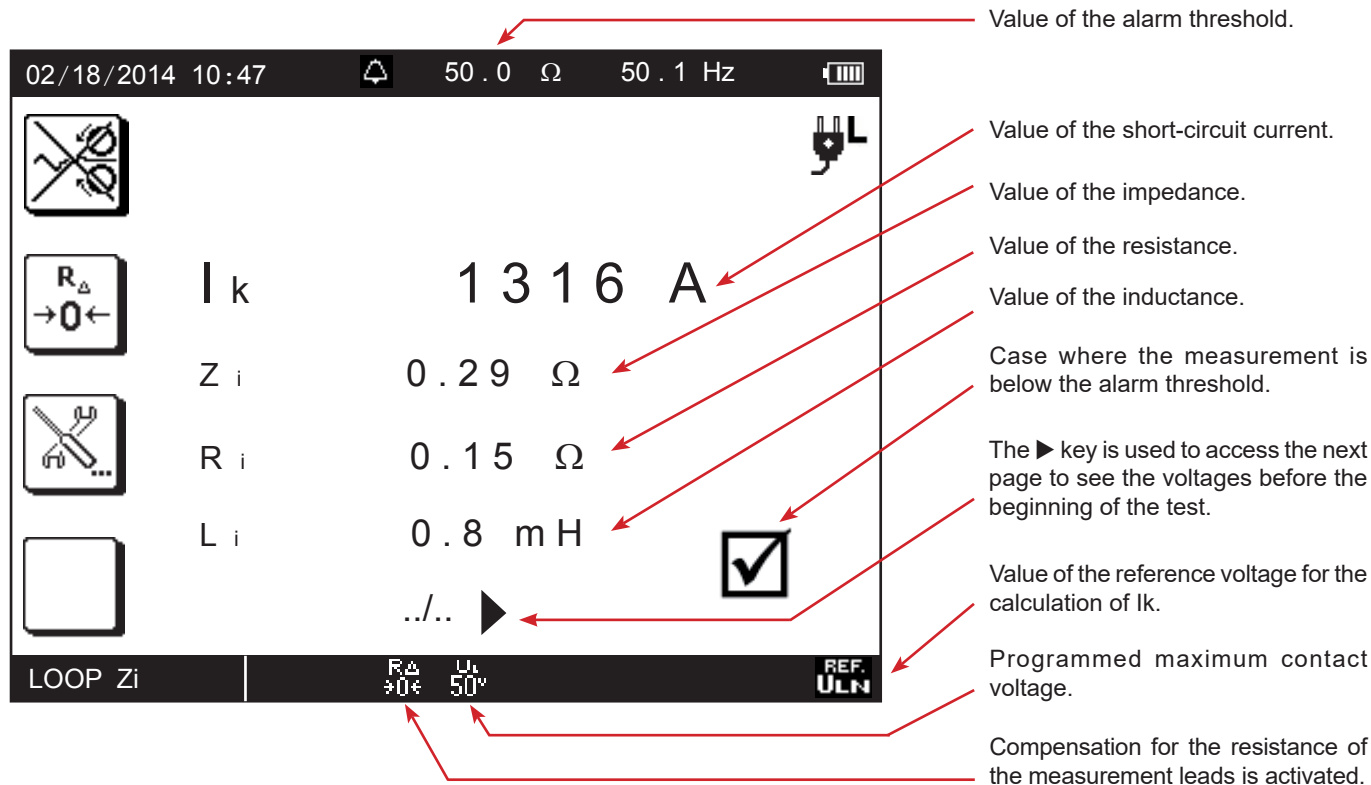 Value of the alarm threshold.
02/18/2014 10:47 50.0 Ω 50.1 Hz
L
Value of the short-circuit current.
Value of the impedance.
RΔ
→0←
Ik 1316 A
Value of the resistance.
Zi 0.29 Ω
Value of the inductance.
Ri 0.15 Ω
...
Case where the measurement is
below the alarm threshold.
Li 0.8 mH
The ▶ key is used to access the next
page to see the voltages before the
beginning of the test.
../.. ▶
Value of the reference voltage for the
calculation of Ik.
LOOP Zi
RΔ
→0←
UL
50V
REF.
ULN
Programmed maximum contact
voltage.
Compensation for the resistance of
the measurement leads is activated.